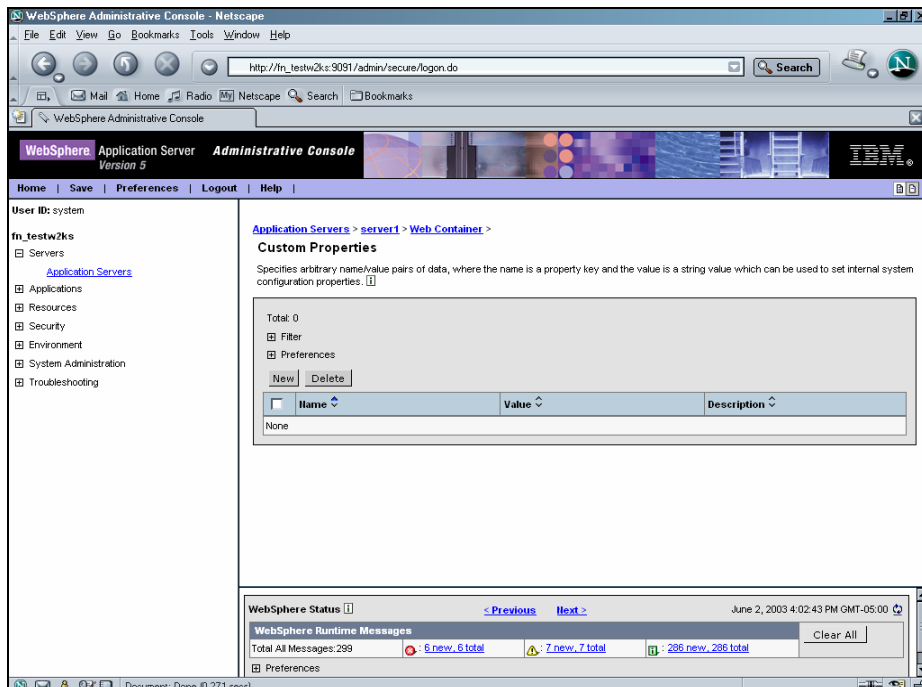 WebSphere Administrative Console - Netscape
File Edit View Go Bookmarks Tools Window Help
http://fn_testw2ks:9091/admin/secure/logon.do
Search
N
Mail Home Radio My Netscape Search Bookmarks
WebSphere Administrative Console
WebSphere Application Server Administrative Console
Version 5
IBM
Home | Save | Preferences | Logout | Help |
User ID: system
fn_testw2ks
Servers
Application Servers
Applications
Resources
Security
Environment
System Administration
Troubleshooting
Application Servers > server1 > Web Container >
Custom Properties
Specifies arbitrary name/value pairs of data, where the name is a property key and the value is a string value which can be used to set internal system
configuration properties. i
Total: 0
Filter
Preferences
New Delete
Name Value Description
None
WebSphere Status i < Previous Next > June 2, 2003 4:02:43 PM GMT-05:00
WebSphere Runtime Messages
Clear All
Total All Messages:299 : 6 new, 6 total : 7 new, 7 total : 286 new, 286 total
Preferences
Document: Done (0.271 secs)